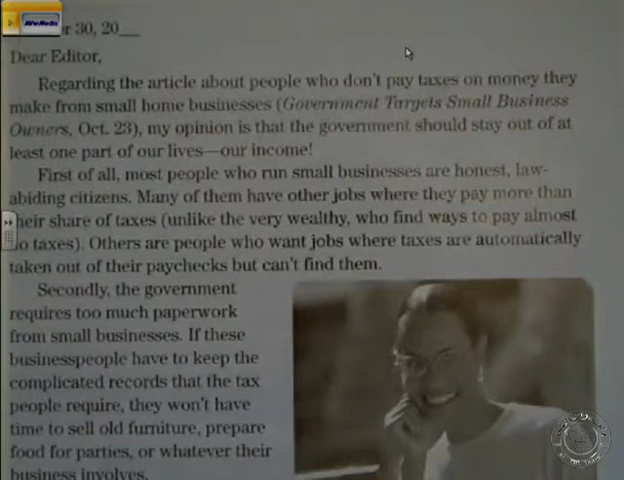 r 30, 20__
AVerMedia
Dear Editor,
Regarding the article about people who don't pay taxes on money they
make from small home businesses (Government Targets Small Business
Owners, Oct. 23), my opinion is that the government should stay out of at
least one part of our lives—our income!
First of all, most people who run small businesses are honest, law-
abiding citizens. Many of them have other jobs where they pay more than
heir share of taxes (unlike the very wealthy, who find ways to pay almost
o taxes). Others are people who want jobs where taxes are automatically
taken out of their paychecks but can't find them.
Secondly, the government
requires too much paperwork
from small businesses. If these
businesspeople have to keep the
complicated records that the tax
people require, they won't have
time to sell old furniture, prepare
food for parties, or whatever their
business involves.